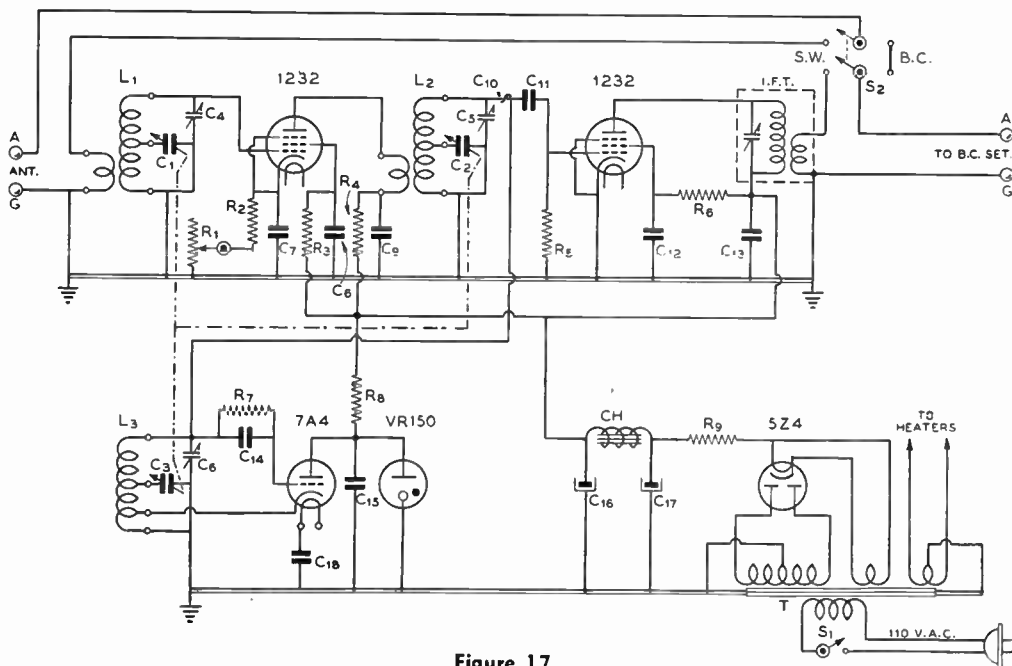 S.W.
B.C.
S2
L1
1232
L2
C10
C11
1232
I.F.T.
C4
C5
A
ANT.
G
C1
C2
A
TO B.C. SET.
G
R1
R2
C7
R3
R4
C6
C9
R5
C12
R6
C13
L3
C3
C6
R7
C14
7A4
R8
VR150
C15
C18
CH
C16
C17
R9
5Z4
TO
HEATERS
T
S1
110 V.A.C.
Figure 17